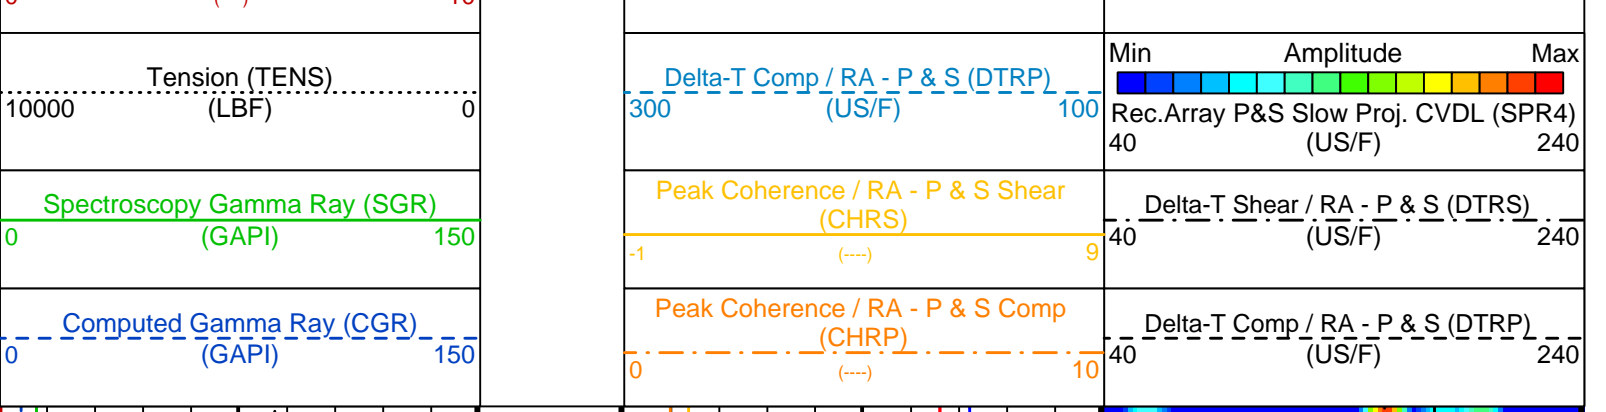 0 10
Tension (TENS)
10000 (LBF) 0
Spectroscopy Gamma Ray (SGR)
0 (GAPI) 150
Computed Gamma Ray (CGR)
0 (GAPI) 150
Delta-T Comp / RA - P & S (DTRP)
300 (US/F) 100
Peak Coherence / RA - P & S Shear
(CHRS)
-1 (----) 9
Peak Coherence / RA - P & S Comp
(CHRP)
0 (----) 10
Min Amplitude Max
Rec.Array P&S Slow Proj. CVDL (SPR4)
40 (US/F) 240
Delta-T Shear / RA - P & S (DTRS)
40 (US/F) 240
Delta-T Comp / RA - P & S (DTRP)
40 (US/F) 240